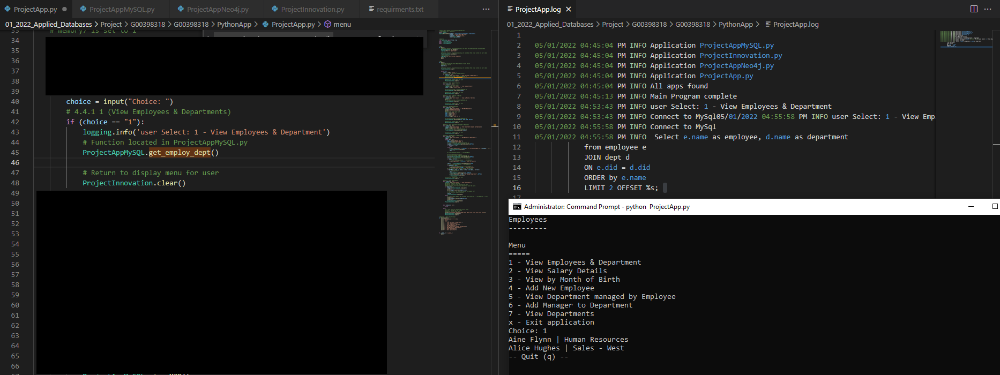 ProjectApp.py
ProjectAppMySQL.py
ProjectAppNeo4j.py
ProjectInnovation.py
requirments.txt
01_2022_Applied_Databases > Project > G00398318 > G00398318 > PythonApp > ProjectApp.py > menu
34
35
36
37
38
39
40 choice = input("Choice: ")
41 # 4.4.1 1 (View Employees & Departments)
42 if (choice == "1"):
43 logging.info('user Select: 1 - View Employees & Department')
44 # Function located in ProjectAppMySQL.py
45 ProjectAppMySQL.get_employ_dept()
46
47 # Return to display menu for user
48 ProjectInnovation.clear()
49
50
51
52
53
54
55
56
57
58
59
60
61
62
63
64
65
66
ProjectApp.log
01_2022_Applied_Databases > Project > G00398318 > G00398318 > PythonApp > ProjectApp.log
1
2 05/01/2022 04:45:04 PM INFO Application ProjectAppMySQL.py
3 05/01/2022 04:45:04 PM INFO Application ProjectInnovation.py
4 05/01/2022 04:45:04 PM INFO Application ProjectAppNeo4j.py
5 05/01/2022 04:45:04 PM INFO Application ProjectApp.py
6 05/01/2022 04:45:04 PM INFO All apps found
7 05/01/2022 04:45:13 PM INFO Main Program complete
8 05/01/2022 04:53:43 PM INFO user Select: 1 - View Employees & Department
9 05/01/2022 04:53:43 PM INFO Connect to MySql05/01/2022 04:55:58 PM INFO user Select: 1 - View Emp
10 05/01/2022 04:55:58 PM INFO Connect to MySql
11 05/01/2022 04:55:58 PM INFO Select e.name as employee, d.name as department
12 from employee e
13 JOIN dept d
14 ON e.did = d.did
15 ORDER by e.name
16 LIMIT 2 OFFSET %s;
17
Administrator: Command Prompt - python ProjectApp.py
Employees
---------
Menu
=====
1 - View Employees & Department
2 - View Salary Details
3 - View by Month of Birth
4 - Add New Employee
5 - View Department managed by Employee
6 - Add Manager to Department
7 - View Departments
x - Exit application
Choice: 1
Aine Flynn | Human Resources
Alice Hughes | Sales - West
-- Quit (q) --